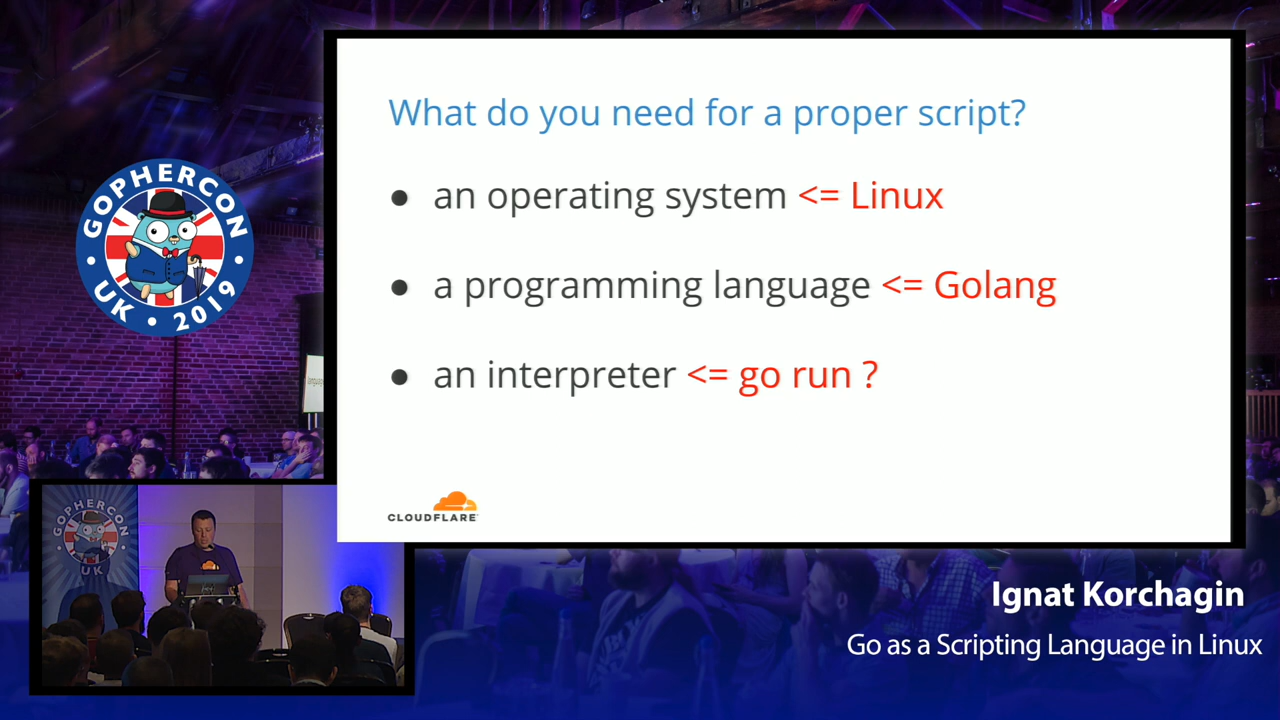 What do you need for a proper script?
● an operating system <= Linux
● a programming language <= Golang
● an interpreter <= go run ?
CLOUDFLARE
GOPHERCON
UK • 2019
GOPHERCON
UK
Ignat Korchagin
Go as a Scripting Language in Linux